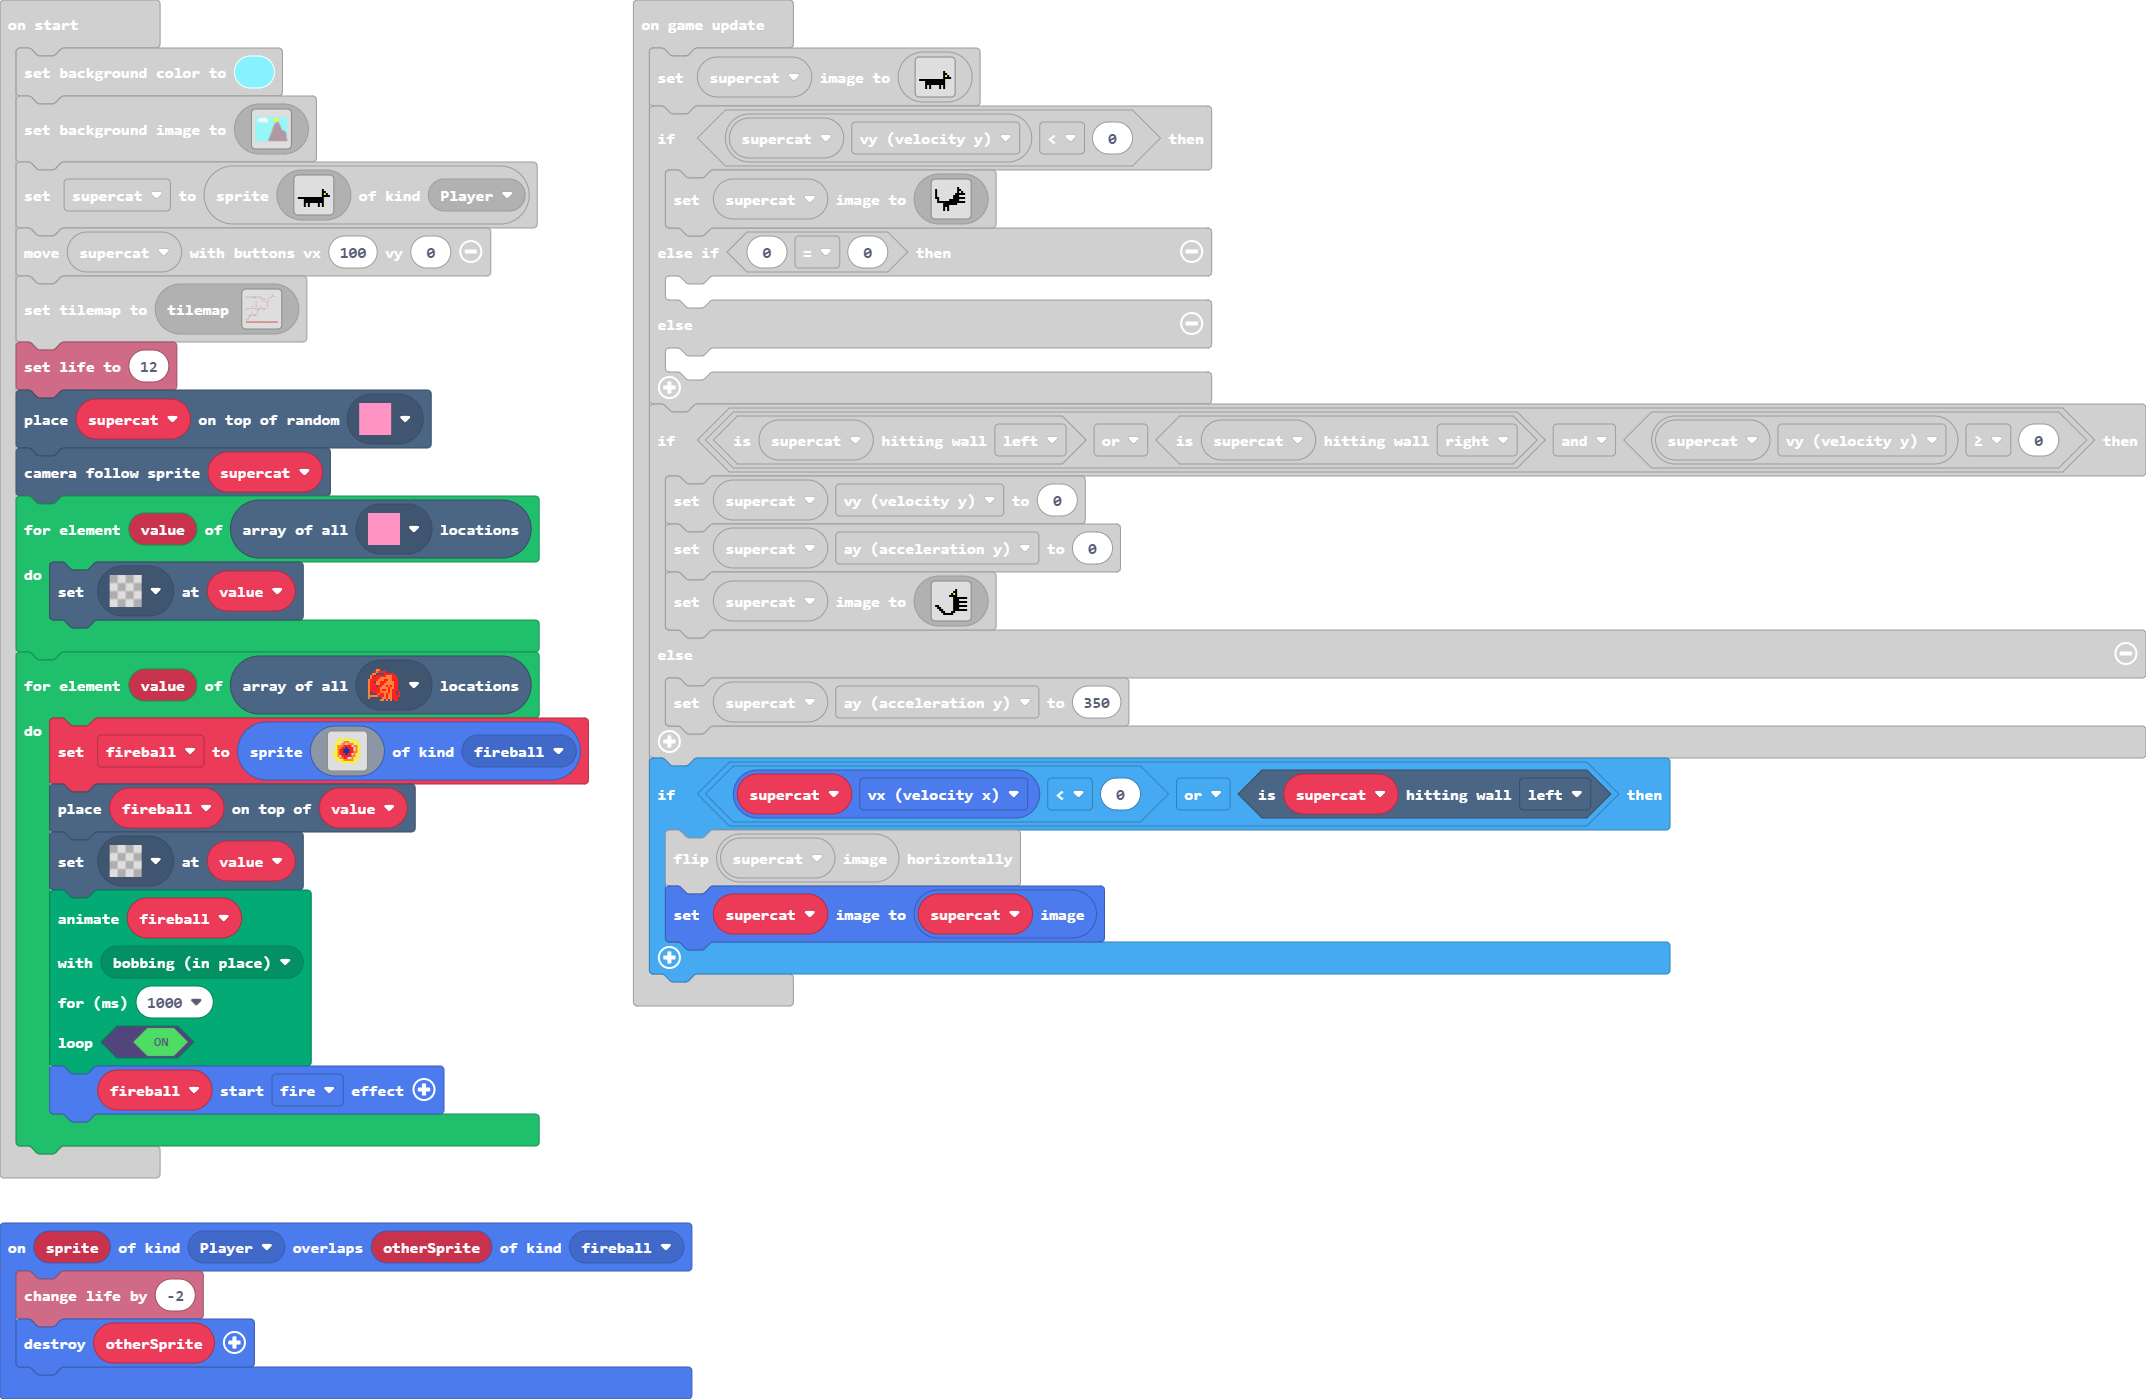 on start
set background color to
set background image to
set supercat to sprite of kind Player
move supercat with buttons vx 100 vy 0
set tilemap to tilemap
set life to 12
place supercat on top of random
camera follow sprite supercat
for element value of array of all locations
do
set at value
for element value of array of all locations
do
set fireball to sprite of kind fireball
place fireball on top of value
set at value
animate fireball
with bobbing (in place)
for (ms) 1000
loop ON
fireball start fire effect
on sprite of kind Player overlaps otherSprite of kind fireball
change life by -2
destroy otherSprite
on game update
set supercat image to
if supercat vy (velocity y) < 0 then
set supercat image to
else if 0 = 0 then
else
if is supercat hitting wall left or is supercat hitting wall right and supercat vy (velocity y) ≥ 0 then
set supercat vy (velocity y) to 0
set supercat ay (acceleration y) to 0
set supercat image to
else
set supercat ay (acceleration y) to 350
if supercat vx (velocity x) < 0 or is supercat hitting wall left then
flip supercat image horizontally
set supercat image to supercat image